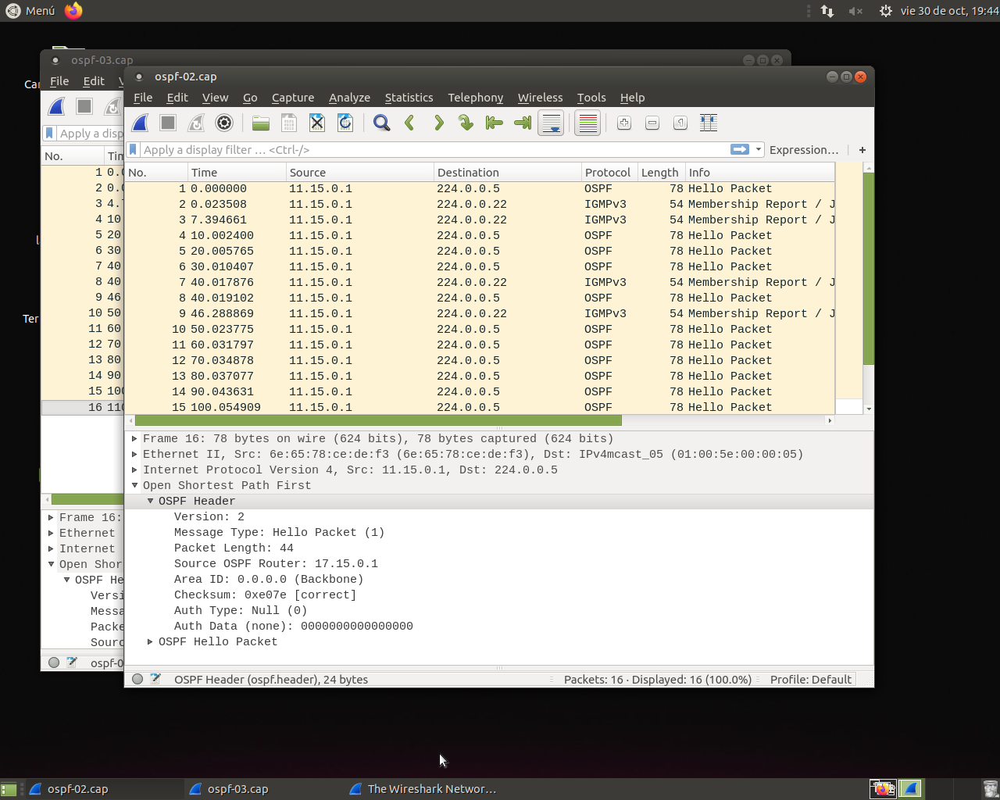 Menú
vie 30 de oct, 19:44
ospf-03.cap
File Edit
Apply a disp
No.
1 0.0
2 0.0
3 4.
4 10
5 20
6 30
7 40
8 40
9 46
10 50
11 60
12 70
13 80
14 90
15 100
16 110
Frame 16:
Ethernet
Internet
Open Shor
OSPF He
Versi
Messa
Packe
Sourc
ospf-0
ospf-02.cap
File Edit View Go Capture Analyze Statistics Telephony Wireless Tools Help
Apply a display filter … <Ctrl-/>
Expression… +
No. Time Source Destination Protocol Length Info
1 0.000000 11.15.0.1 224.0.0.5 OSPF 78 Hello Packet
2 0.023508 11.15.0.1 224.0.0.22 IGMPv3 54 Membership Report / J
3 7.394661 11.15.0.1 224.0.0.22 IGMPv3 54 Membership Report / J
4 10.002400 11.15.0.1 224.0.0.5 OSPF 78 Hello Packet
5 20.005765 11.15.0.1 224.0.0.5 OSPF 78 Hello Packet
6 30.010407 11.15.0.1 224.0.0.5 OSPF 78 Hello Packet
7 40.017876 11.15.0.1 224.0.0.22 IGMPv3 54 Membership Report / J
8 40.019102 11.15.0.1 224.0.0.5 OSPF 78 Hello Packet
9 46.288869 11.15.0.1 224.0.0.22 IGMPv3 54 Membership Report / J
10 50.023775 11.15.0.1 224.0.0.5 OSPF 78 Hello Packet
11 60.031797 11.15.0.1 224.0.0.5 OSPF 78 Hello Packet
12 70.034878 11.15.0.1 224.0.0.5 OSPF 78 Hello Packet
13 80.037077 11.15.0.1 224.0.0.5 OSPF 78 Hello Packet
14 90.043631 11.15.0.1 224.0.0.5 OSPF 78 Hello Packet
15 100.054909 11.15.0.1 224.0.0.5 OSPF 78 Hello Packet
Frame 16: 78 bytes on wire (624 bits), 78 bytes captured (624 bits)
Ethernet II, Src: 6e:65:78:ce:de:f3 (6e:65:78:ce:de:f3), Dst: IPv4mcast_05 (01:00:5e:00:00:05)
Internet Protocol Version 4, Src: 11.15.0.1, Dst: 224.0.0.5
Open Shortest Path First
OSPF Header
Version: 2
Message Type: Hello Packet (1)
Packet Length: 44
Source OSPF Router: 17.15.0.1
Area ID: 0.0.0.0 (Backbone)
Checksum: 0xe07e [correct]
Auth Type: Null (0)
Auth Data (none): 0000000000000000
OSPF Hello Packet
OSPF Header (ospf.header), 24 bytes
Packets: 16 · Displayed: 16 (100.0%)
Profile: Default
ospf-02.cap
ospf-03.cap
The Wireshark Networ…